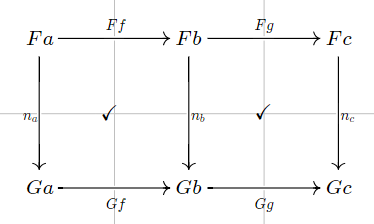 Ff Fg
Fa Fb Fc
n_a ✓ n_b ✓ n_c
Ga Gb Gc
Gf Gg